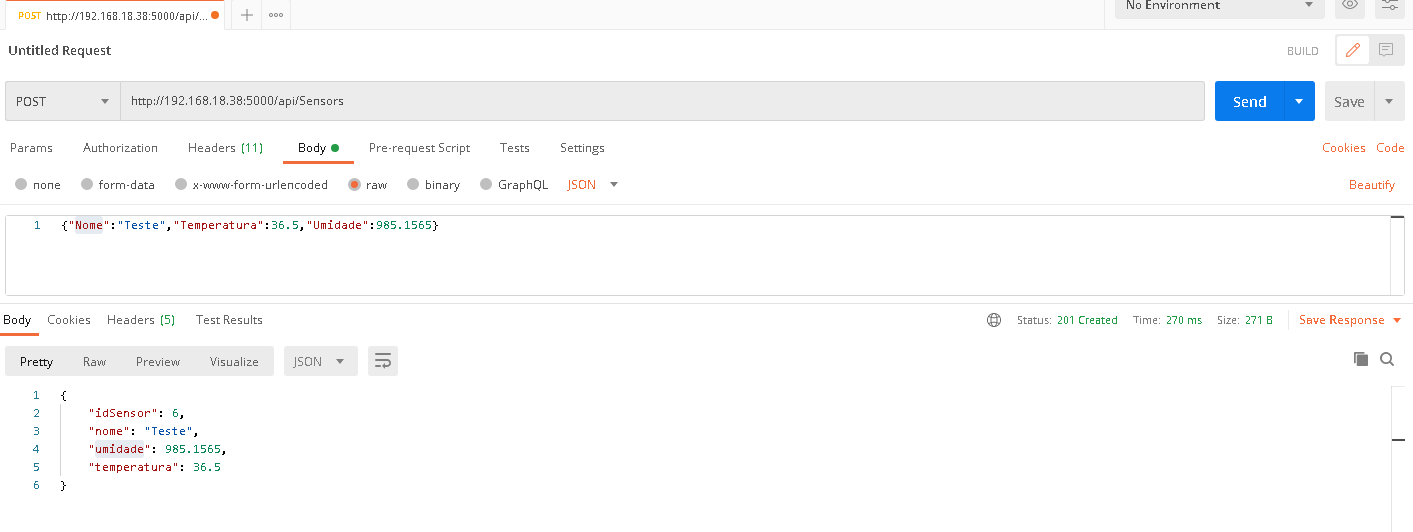 POST http://192.168.18.38:5000/api/... + ooo No Environment
Untitled Request BUILD
POST http://192.168.18.38:5000/api/Sensors Send Save
Params Authorization Headers (11) Body Pre-request Script Tests Settings Cookies Code
none form-data x-www-form-urlencoded raw binary GraphQL JSON Beautify
1 {"Nome":"Teste","Temperatura":36.5,"Umidade":985.1565}
Body Cookies Headers (5) Test Results Status: 201 Created Time: 270 ms Size: 271 B Save Response
Pretty Raw Preview Visualize JSON
1 {
2 "idSensor": 6,
3 "nome": "Teste",
4 "umidade": 985.1565,
5 "temperatura": 36.5
6 }